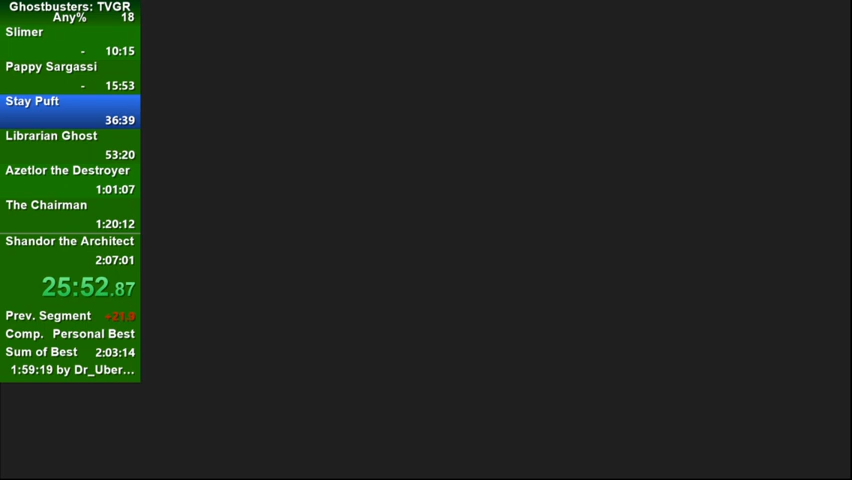 Ghostbusters: TVGR
Any% 18
Slimer
- 10:15
Pappy Sargassi
- 15:53
Stay Puft
36:39
Librarian Ghost
53:20
Azetlor the Destroyer
1:01:07
The Chairman
1:20:12
Shandor the Architect
2:07:01
25:52.87
Prev. Segment +21.9
Comp. Personal Best
Sum of Best 2:03:14
1:59:19 by Dr_Uber...